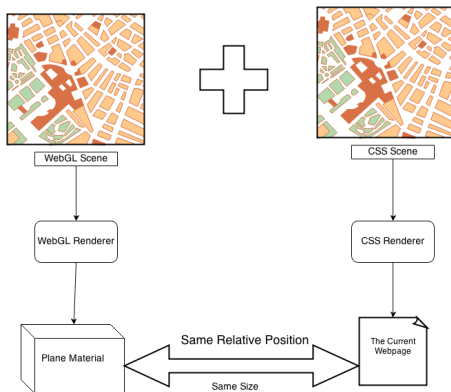 WebGL Scene
CSS Scene
WebGL Renderer
CSS Renderer
Same Relative Position
Plane Material
The Current
Webpage
Same Size